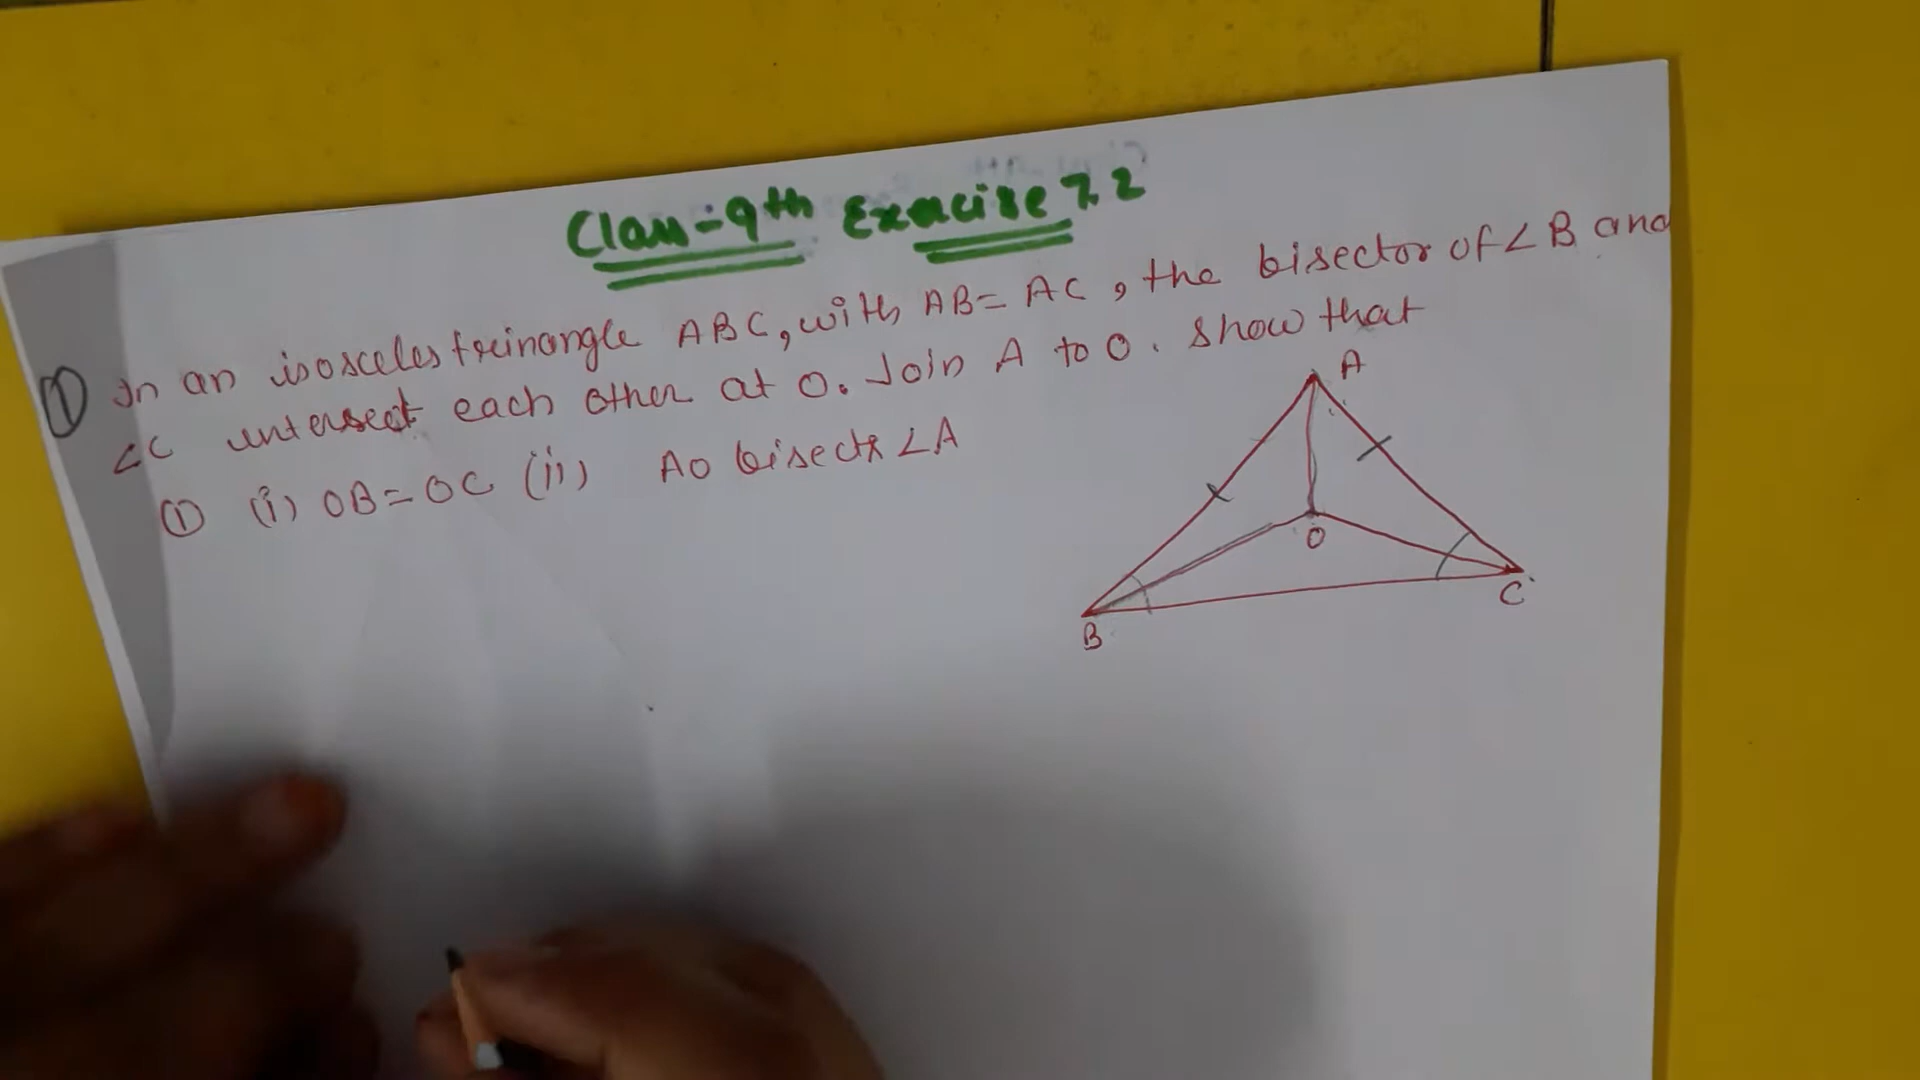 Class-9th Exercise 7.2
① In an isosceles treinangle ABC, with AB = AC, the bisector of ∠B and
∠C intersect each other at O. Join A to O. show that
① (i) OB = OC (ii) AO bisects ∠A
A
O
B
C